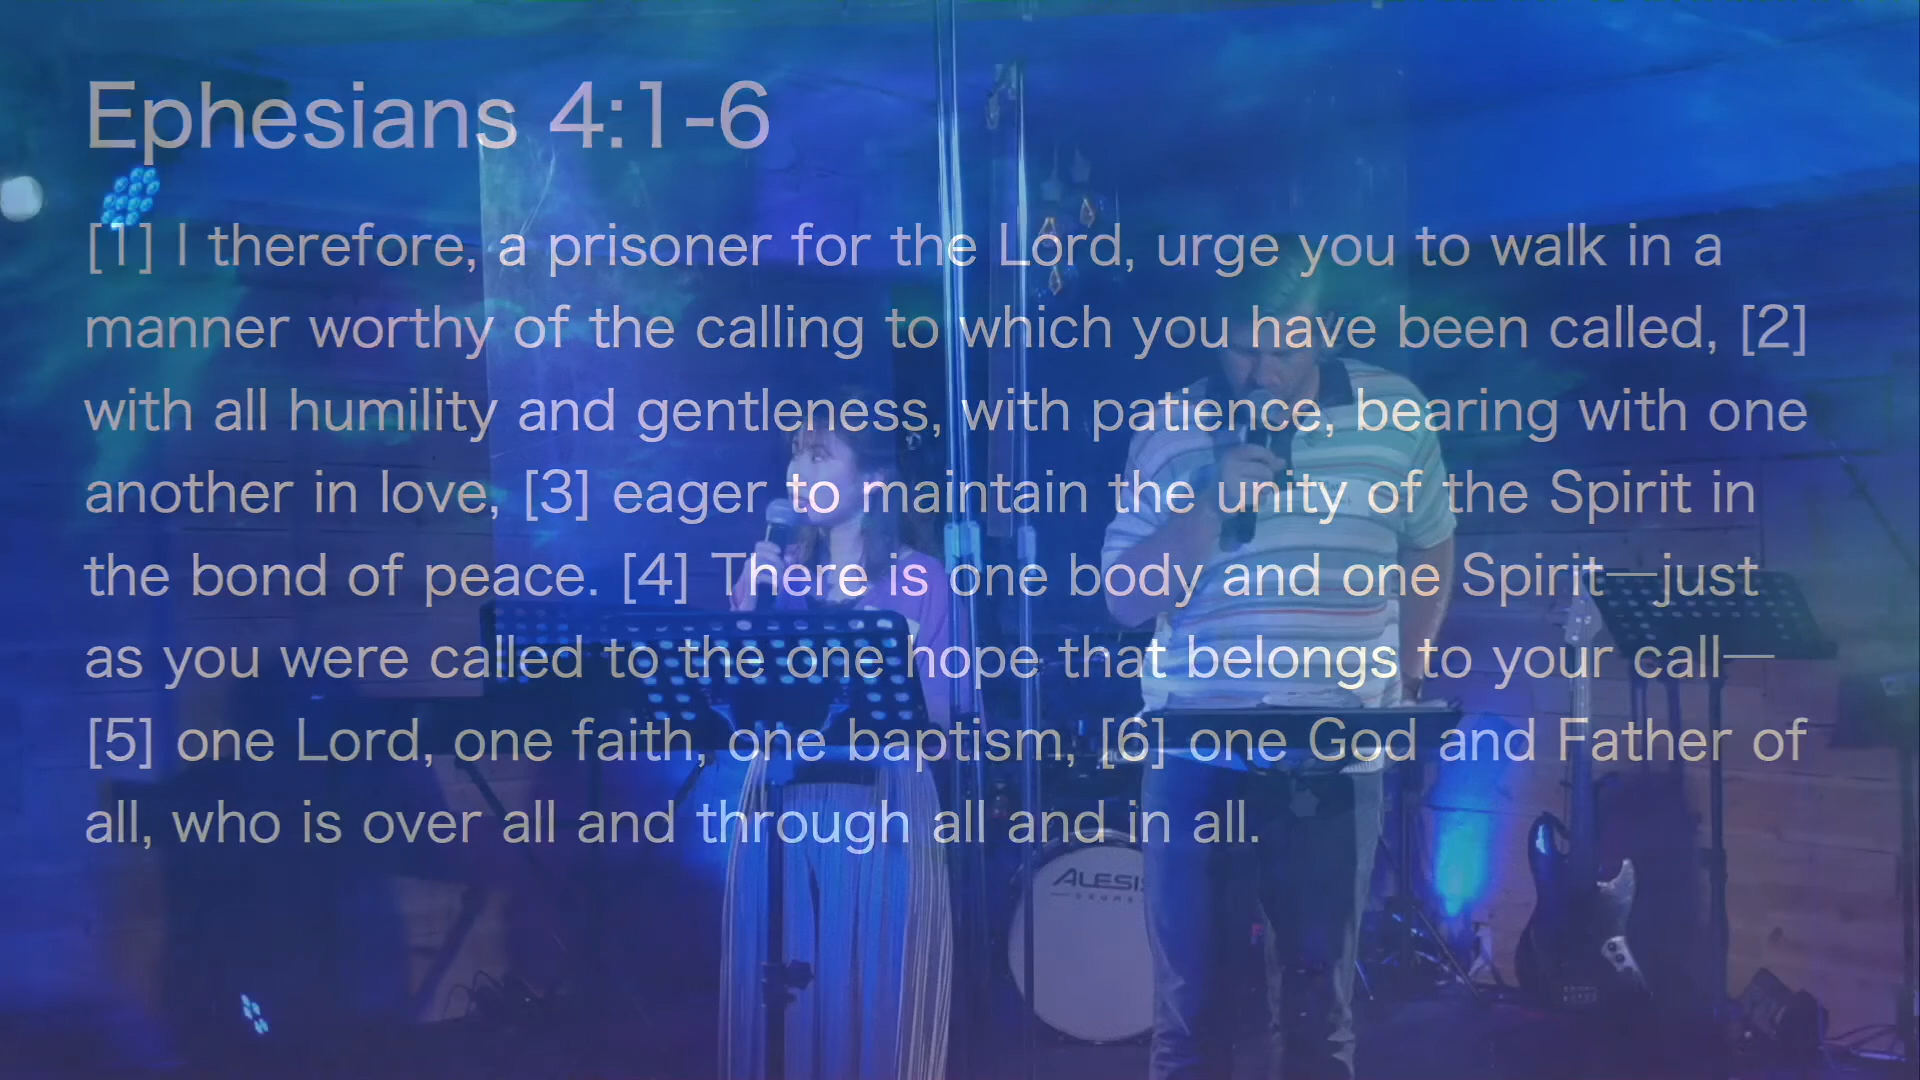 Ephesians 4:1-6
[1] I therefore, a prisoner for the Lord, urge you to walk in a
manner worthy of the calling to which you have been called, [2]
with all humility and gentleness, with patience, bearing with one
another in love, [3] eager to maintain the unity of the Spirit in
the bond of peace. [4] There is one body and one Spirit—just
as you were called to the one hope that belongs to your call—
[5] one Lord, one faith, one baptism, [6] one God and Father of
all, who is over all and through all and in all.
ALESIS
DRUMS